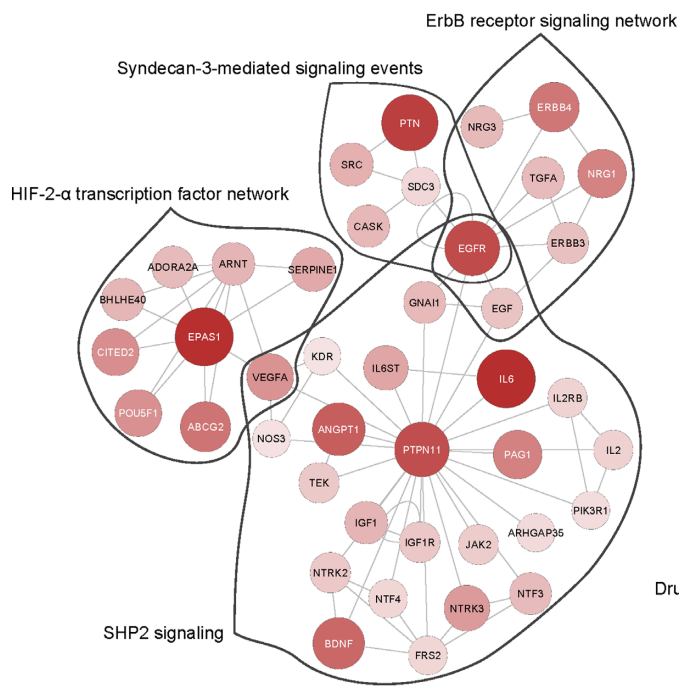 ErbB receptor signaling network
Syndecan-3-mediated signaling events
PTN
ERBB4
NRG3
SRC
SDC3
TGFA
NRG1
HIF-2-α transcription factor network
CASK
EGFR
ERBB3
ADORA2A
ARNT
SERPINE1
BHLHE40
GNAI1
EGF
EPAS1
CITED2
KDR
IL6ST
IL6
VEGFA
IL2RB
POU5F1
ABCG2
NOS3
ANGPT1
PTPN11
PAG1
IL2
TEK
PIK3R1
IGF1
IGF1R
JAK2
ARHGAP35
NTRK2
NTF4
NTRK3
NTF3
Dru
SHP2 signaling
BDNF
FRS2